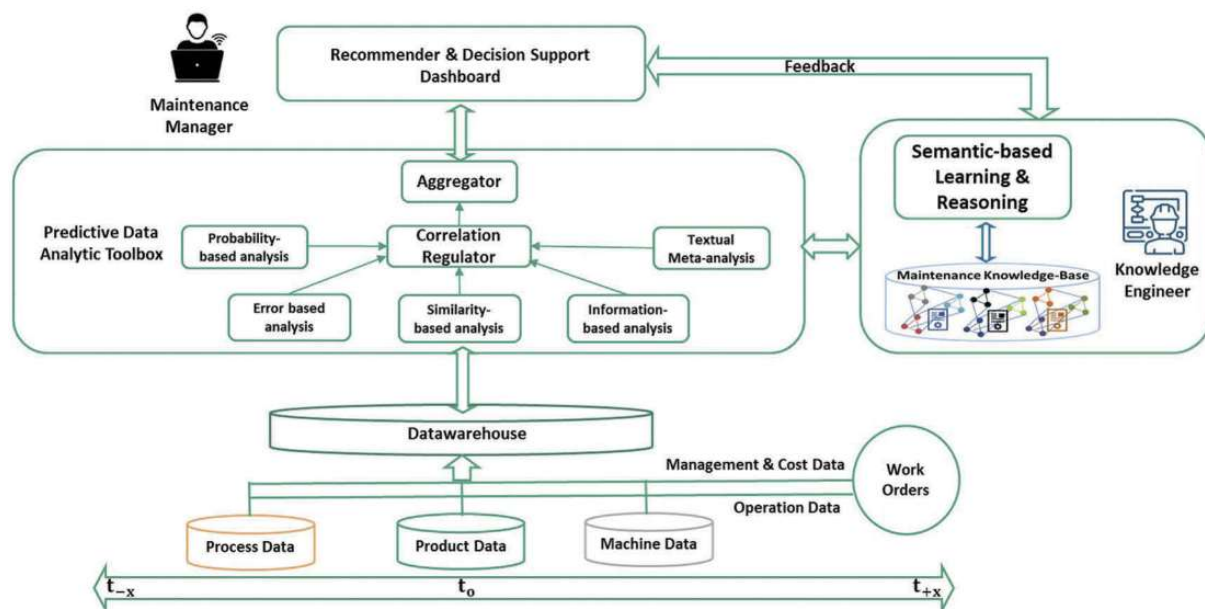 Recommender & Decision Support
Dashboard
Feedback
Maintenance
Manager
Semantic-based
Learning &
Reasoning
Aggregator
Predictive Data
Analytic Toolbox
Probability-
based analysis
Correlation
Regulator
Textual
Meta-analysis
Maintenance Knowledge-Base
Knowledge
Engineer
Error based
analysis
Similarity-
based analysis
Information-
based analysis
Datawarehouse
Management & Cost Data
Work
Orders
Operation Data
Process Data
Product Data
Machine Data
t₋ₓ
tₒ
t₊ₓ